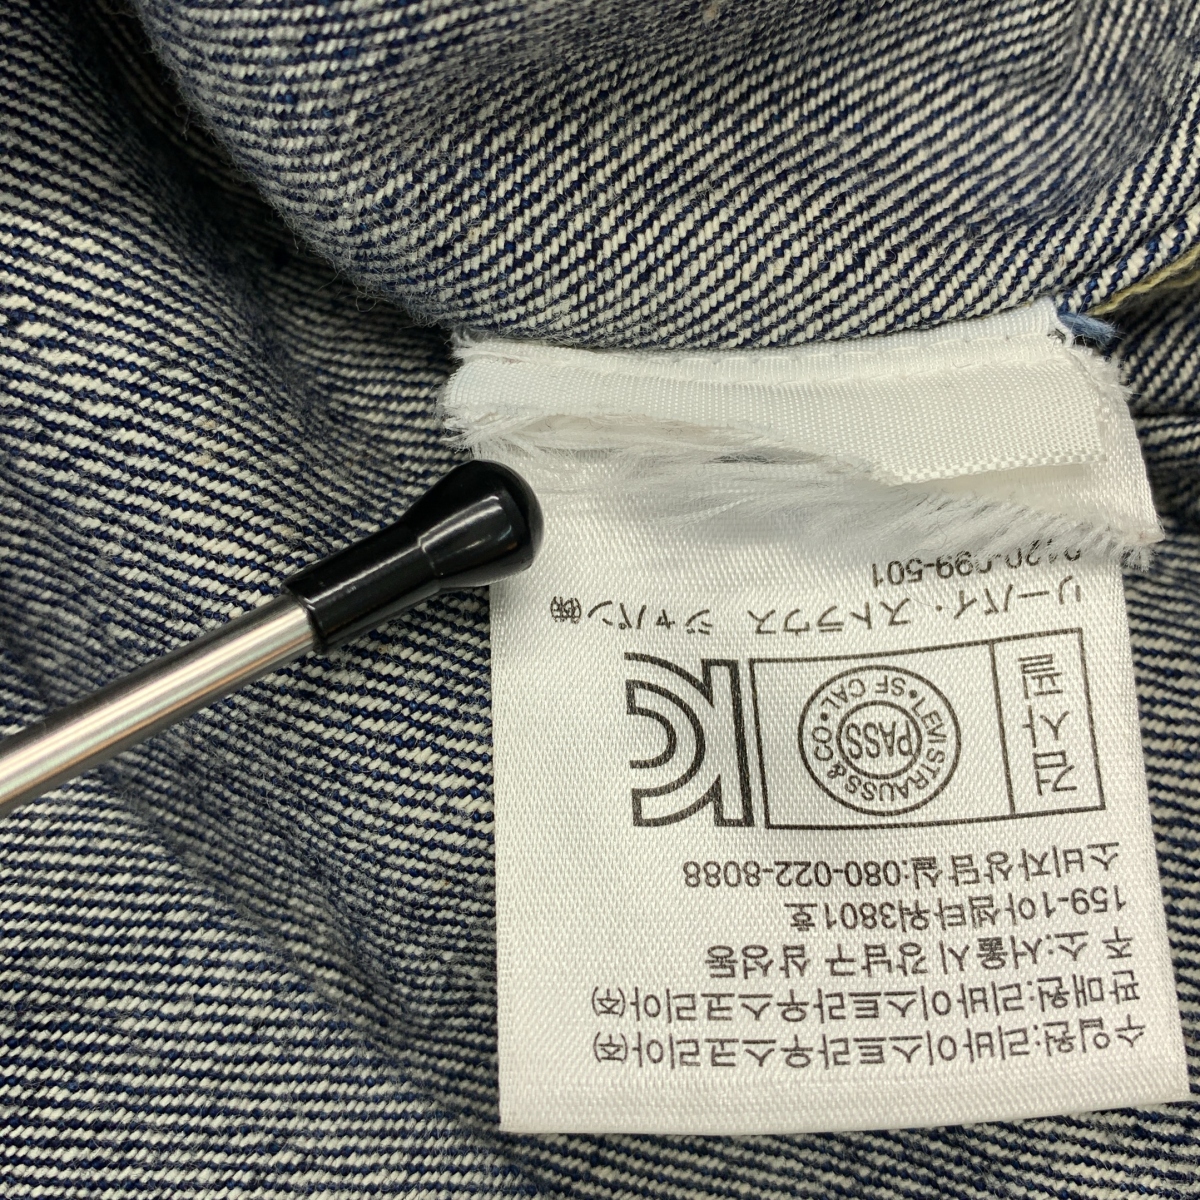 수입원:리바이스트라우스코리아㈜
판매원:리바이스트라우스코리아㈜
주 소:서울시 강남구 삼성동
159-1아셈타워3801호
소비자상담실:080-022-8088
검사필
LEVI STRAUSS & CO • SF CAL •
PASS
KC
リーバイ・ストラウス ジャパン㈱
0120-099-501